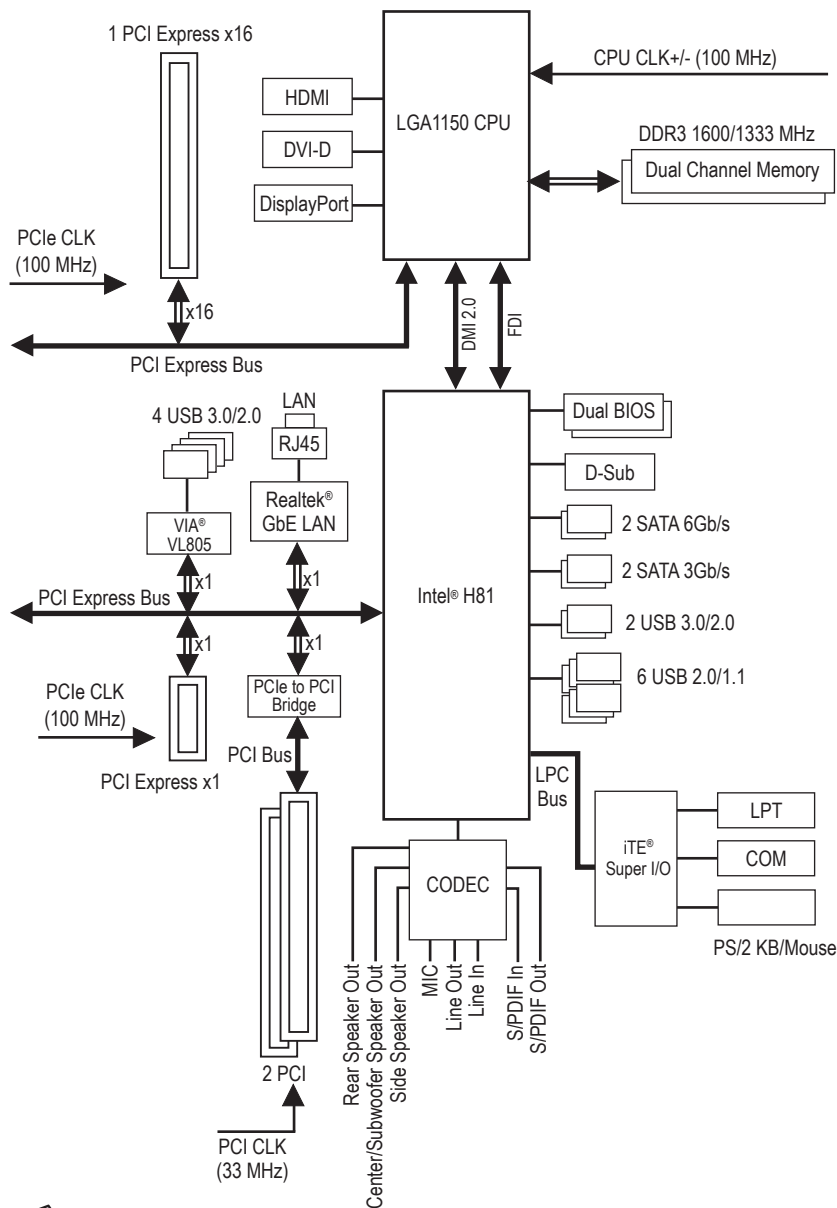 1 PCI Express x16
CPU CLK+/- (100 MHz)
LGA1150 CPU
HDMI
DVI-D
DisplayPort
DDR3 1600/1333 MHz
Dual Channel Memory
PCIe CLK
(100 MHz)
x16
PCI Express Bus
DMI 2.0
FDI
4 USB 3.0/2.0
LAN
RJ45
Realtek®
GbE LAN
VIA®
VL805
x1
x1
PCI Express Bus
x1
x1
Intel® H81
Dual BIOS
D-Sub
2 SATA 6Gb/s
2 SATA 3Gb/s
2 USB 3.0/2.0
6 USB 2.0/1.1
PCIe CLK
(100 MHz)
PCI Express x1
PCIe to PCI
Bridge
PCI Bus
LPC
Bus
iTE®
Super I/O
LPT
COM
PS/2 KB/Mouse
CODEC
Rear Speaker Out
Center/Subwoofer Speaker Out
Side Speaker Out
MIC
Line Out
Line In
S/PDIF In
S/PDIF Out
2 PCI
PCI CLK
(33 MHz)